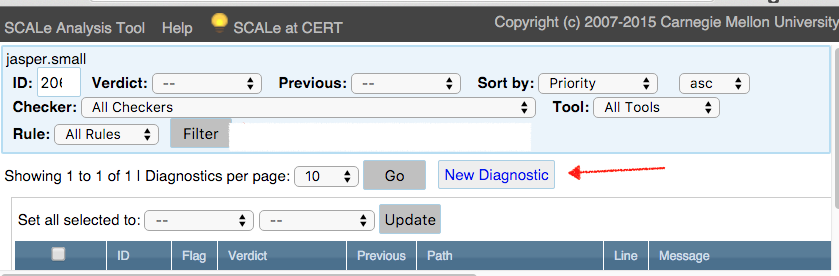 SCALe Analysis Tool Help SCALe at CERT Copyright (c) 2007-2015 Carnegie Mellon University
jasper.small
ID: 206 Verdict: -- Previous: -- Sort by: Priority asc
Checker: All Checkers Tool: All Tools
Rule: All Rules Filter
Showing 1 to 1 of 1 | Diagnostics per page: 10 Go New Diagnostic
Set all selected to: -- -- Update
ID Flag Verdict Previous Path Line Message